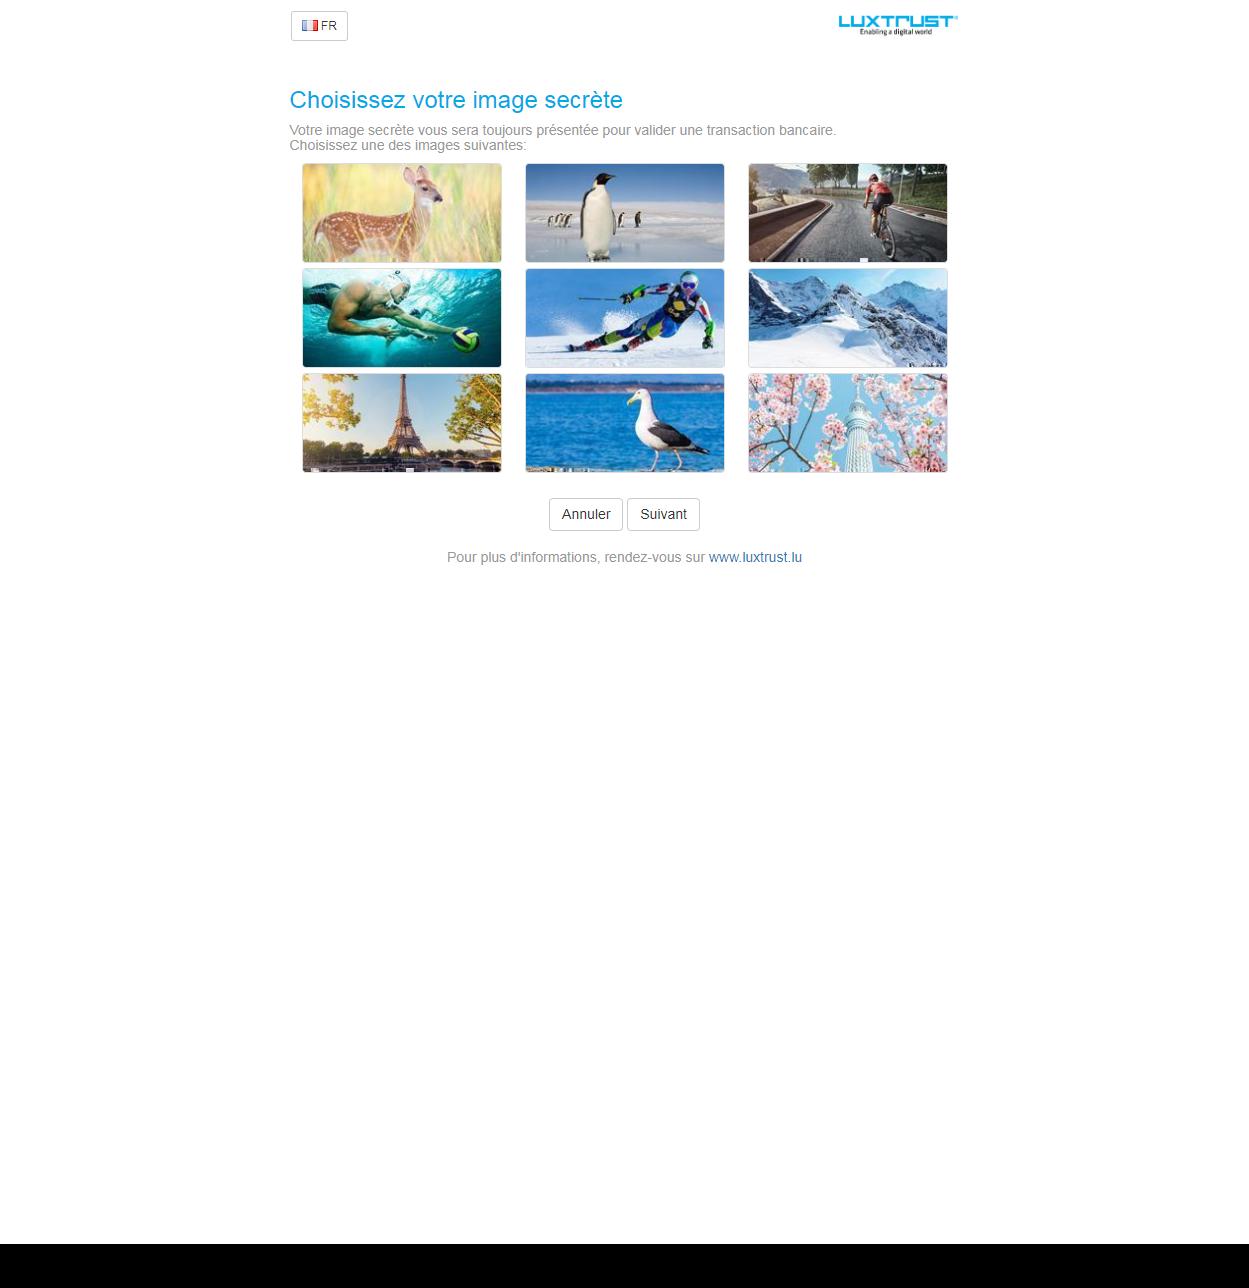 FR
LUXTRUST
Enabling a digital world
Choisissez votre image secrète
Votre image secrète vous sera toujours présentée pour valider une transaction bancaire.
Choisissez une des images suivantes:
Annuler
Suivant
Pour plus d'informations, rendez-vous sur www.luxtrust.lu